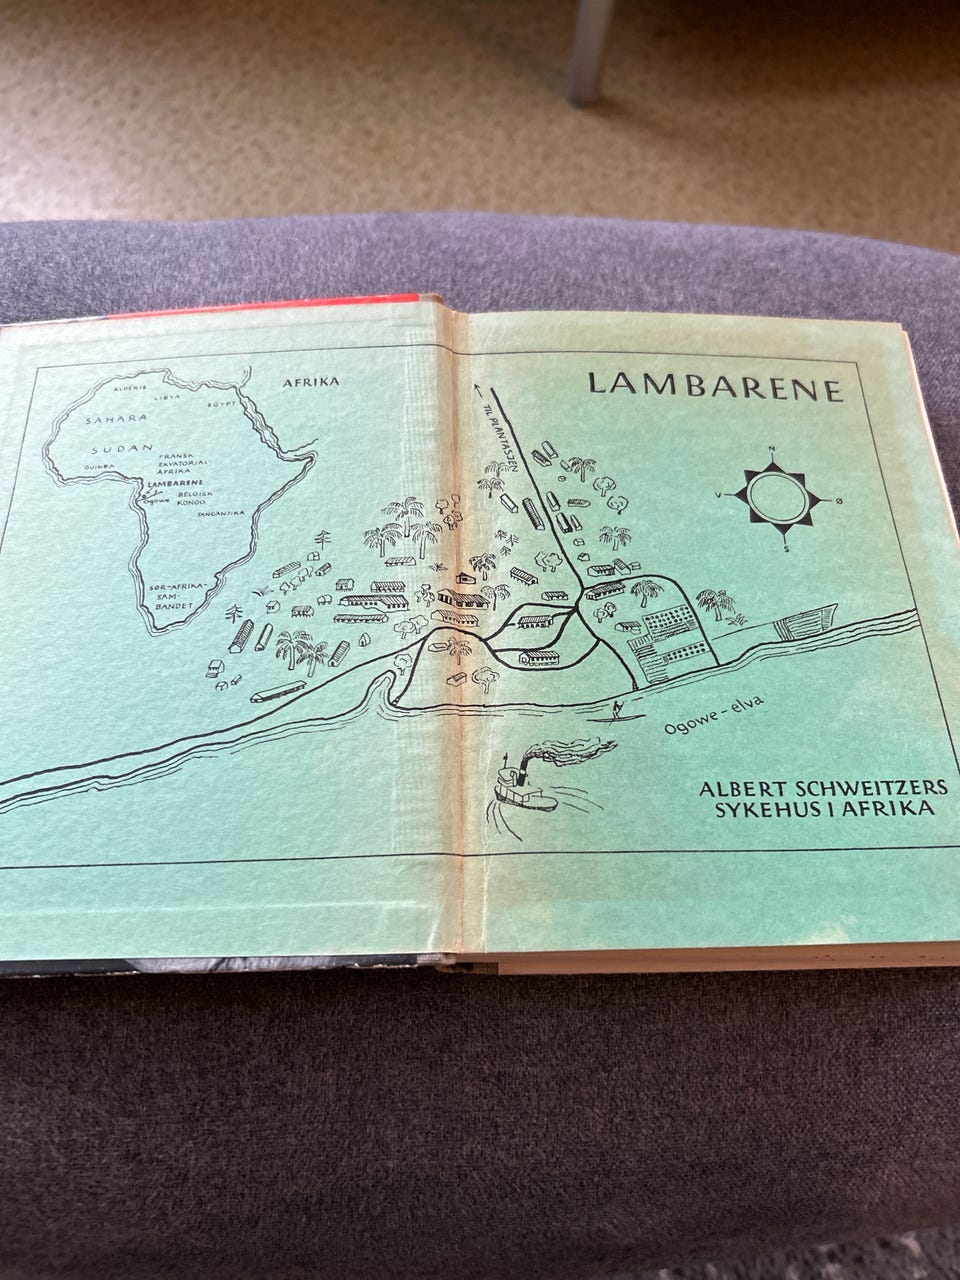 AFRIKA
ALGERIE
LIBYA
EGYPT
SAHARA
SUDAN
GUINEA
FRANSK
EKVATORIAL
AFRIKA
LAMBARENE
Ogowe
BELGISK
KONGO
TANGANJIKA
SØR-AFRIKA-
SAM-
BANDET
LAMBARENE
TIL PLANTASJEN
N
V
Ø
S
Ogowe-elva
ALBERT SCHWEITZERS
SYKEHUS I AFRIKA